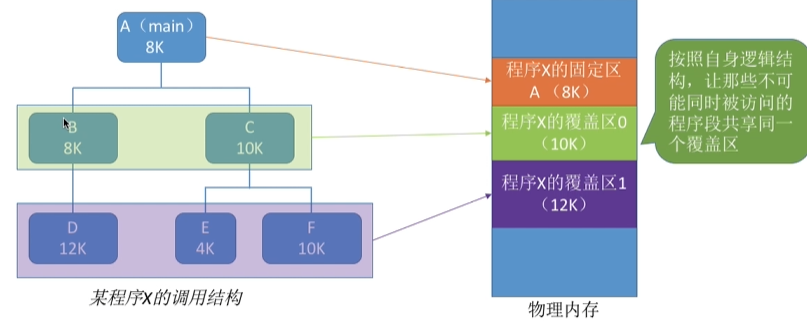 A（main）
8K
B
8K
C
10K
D
12K
E
4K
F
10K
某程序X的调用结构
程序X的固定区
A （8K）
程序X的覆盖区0
（10K）
程序X的覆盖区1
（12K）
物理内存
按照自身逻辑结
构，让那些不可
能同时被访问的
程序段共享同一
个覆盖区